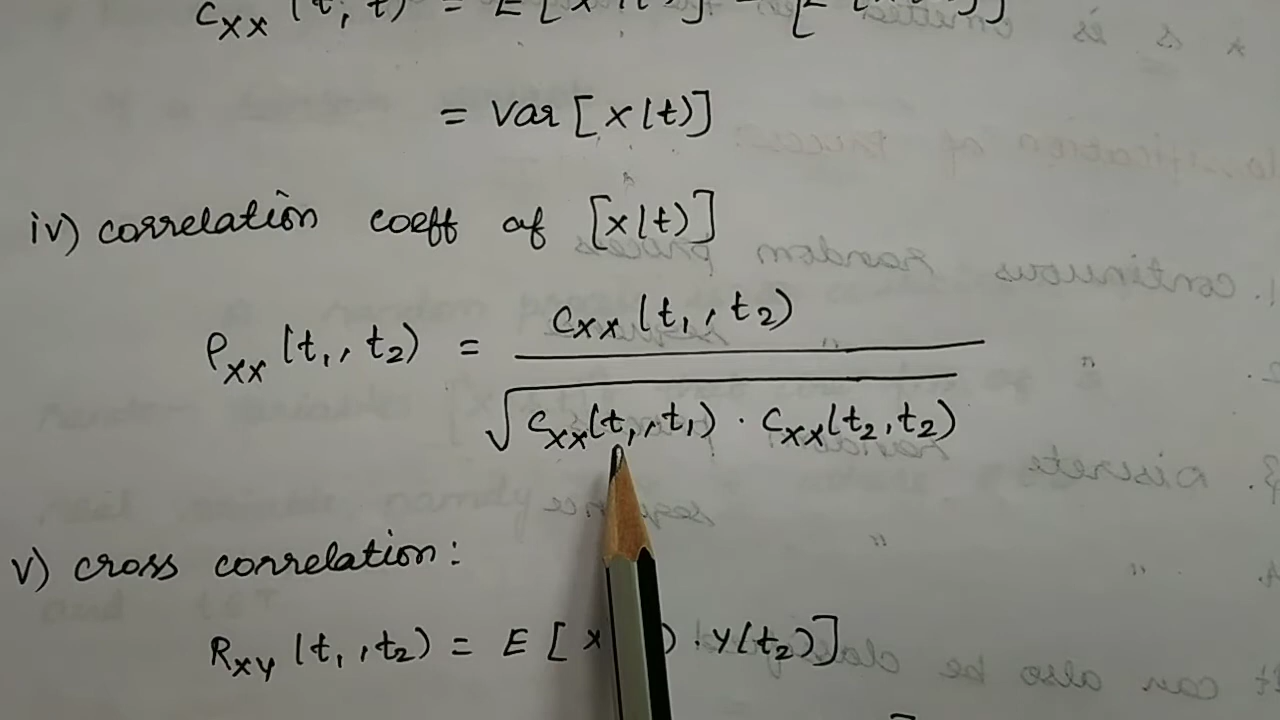 Cxx (t, t) = E [X
= Var [X(t)]
iv) correlation coeff of [X(t)]
ρxx (t1, t2) = Cxx (t1, t2)
√Cxx(t1, t1) · Cxx(t2, t2)
v) cross correlation:
Rxy (t1, t2) = E [X ) · Y(t2)]